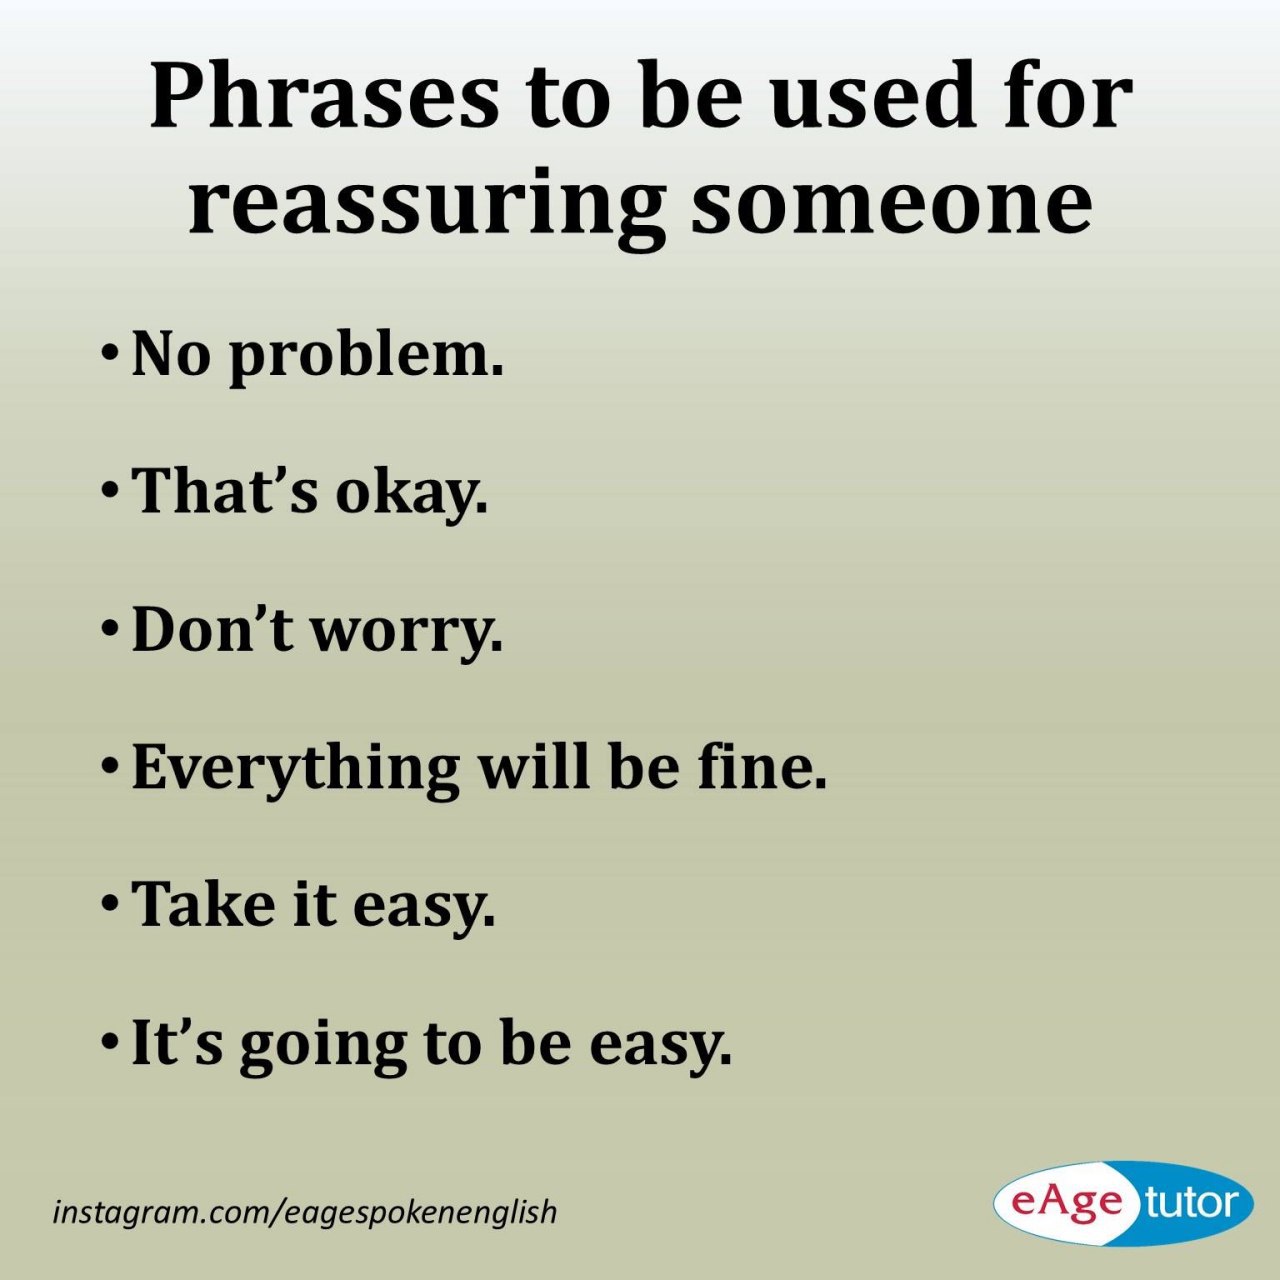 Phrases to be used for
reassuring someone
• No problem.
• That’s okay.
• Don’t worry.
• Everything will be fine.
• Take it easy.
• It’s going to be easy.
instagram.com/eagespokenenglish
eAge tutor